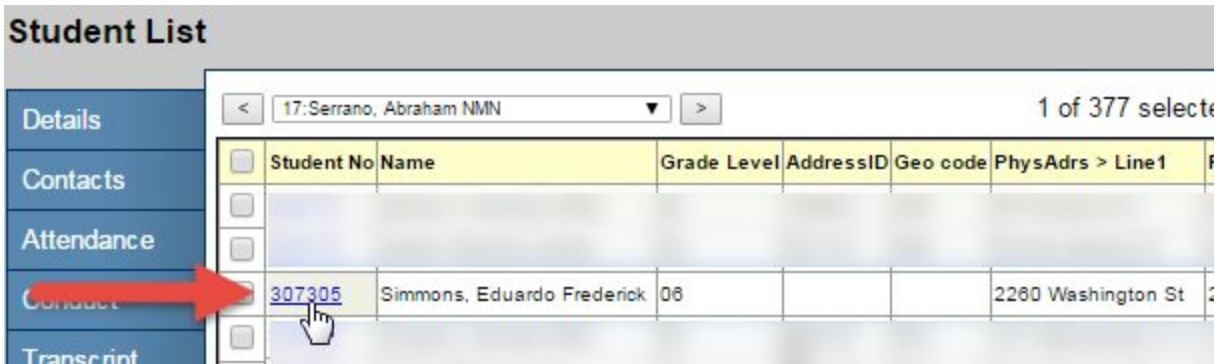 Student List
Details
Contacts
Attendance
Conduct
Transcript
< 17:Serrano, Abraham NMN ▼ > 1 of 377 selecte
Student No Name Grade Level AddressID Geo code PhysAdrs > Line1
307305 Simmons, Eduardo Frederick 06 2260 Washington St